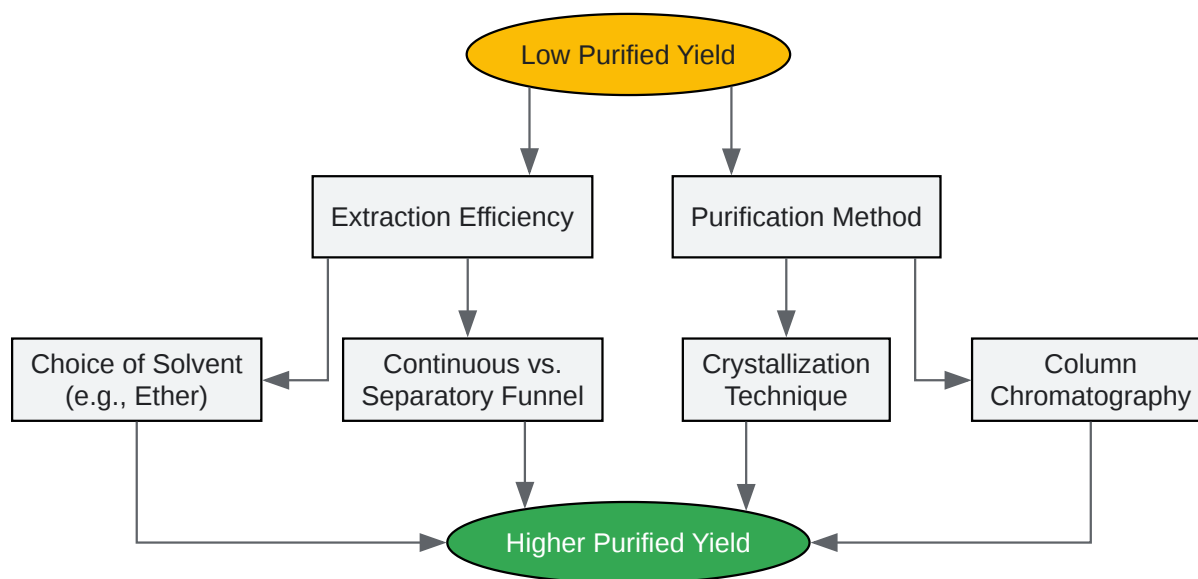 Low Purified Yield
Extraction Efficiency
Purification Method
Choice of Solvent
(e.g., Ether)
Continuous vs.
Separatory Funnel
Crystallization
Technique
Column
Chromatography
Higher Purified Yield